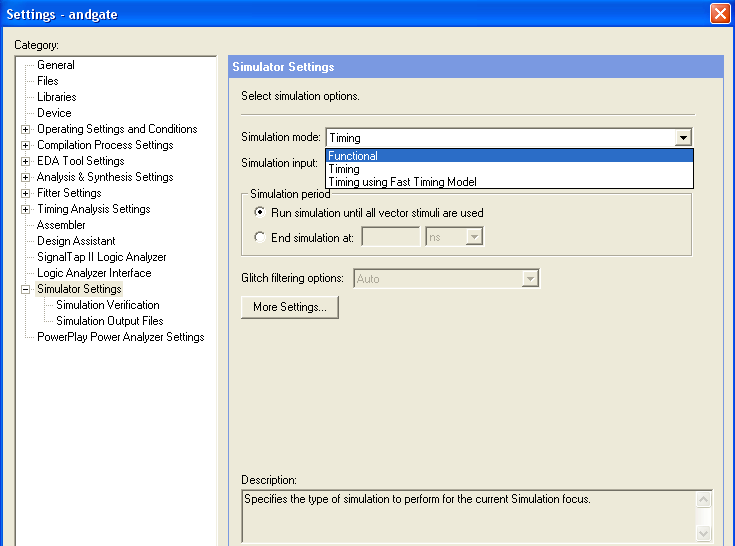 Settings - andgate
Category:
General
Files
Libraries
Device
Operating Settings and Conditions
Compilation Process Settings
EDA Tool Settings
Analysis & Synthesis Settings
Fitter Settings
Timing Analysis Settings
Assembler
Design Assistant
SignalTap II Logic Analyzer
Logic Analyzer Interface
Simulator Settings
Simulation Verification
Simulation Output Files
PowerPlay Power Analyzer Settings
Simulator Settings
Select simulation options.
Simulation mode: Timing
Functional
Simulation input:
Timing
Timing using Fast Timing Model
Simulation period
Run simulation until all vector stimuli are used
End simulation at: ns
Glitch filtering options: Auto
More Settings...
Description:
Specifies the type of simulation to perform for the current Simulation focus.